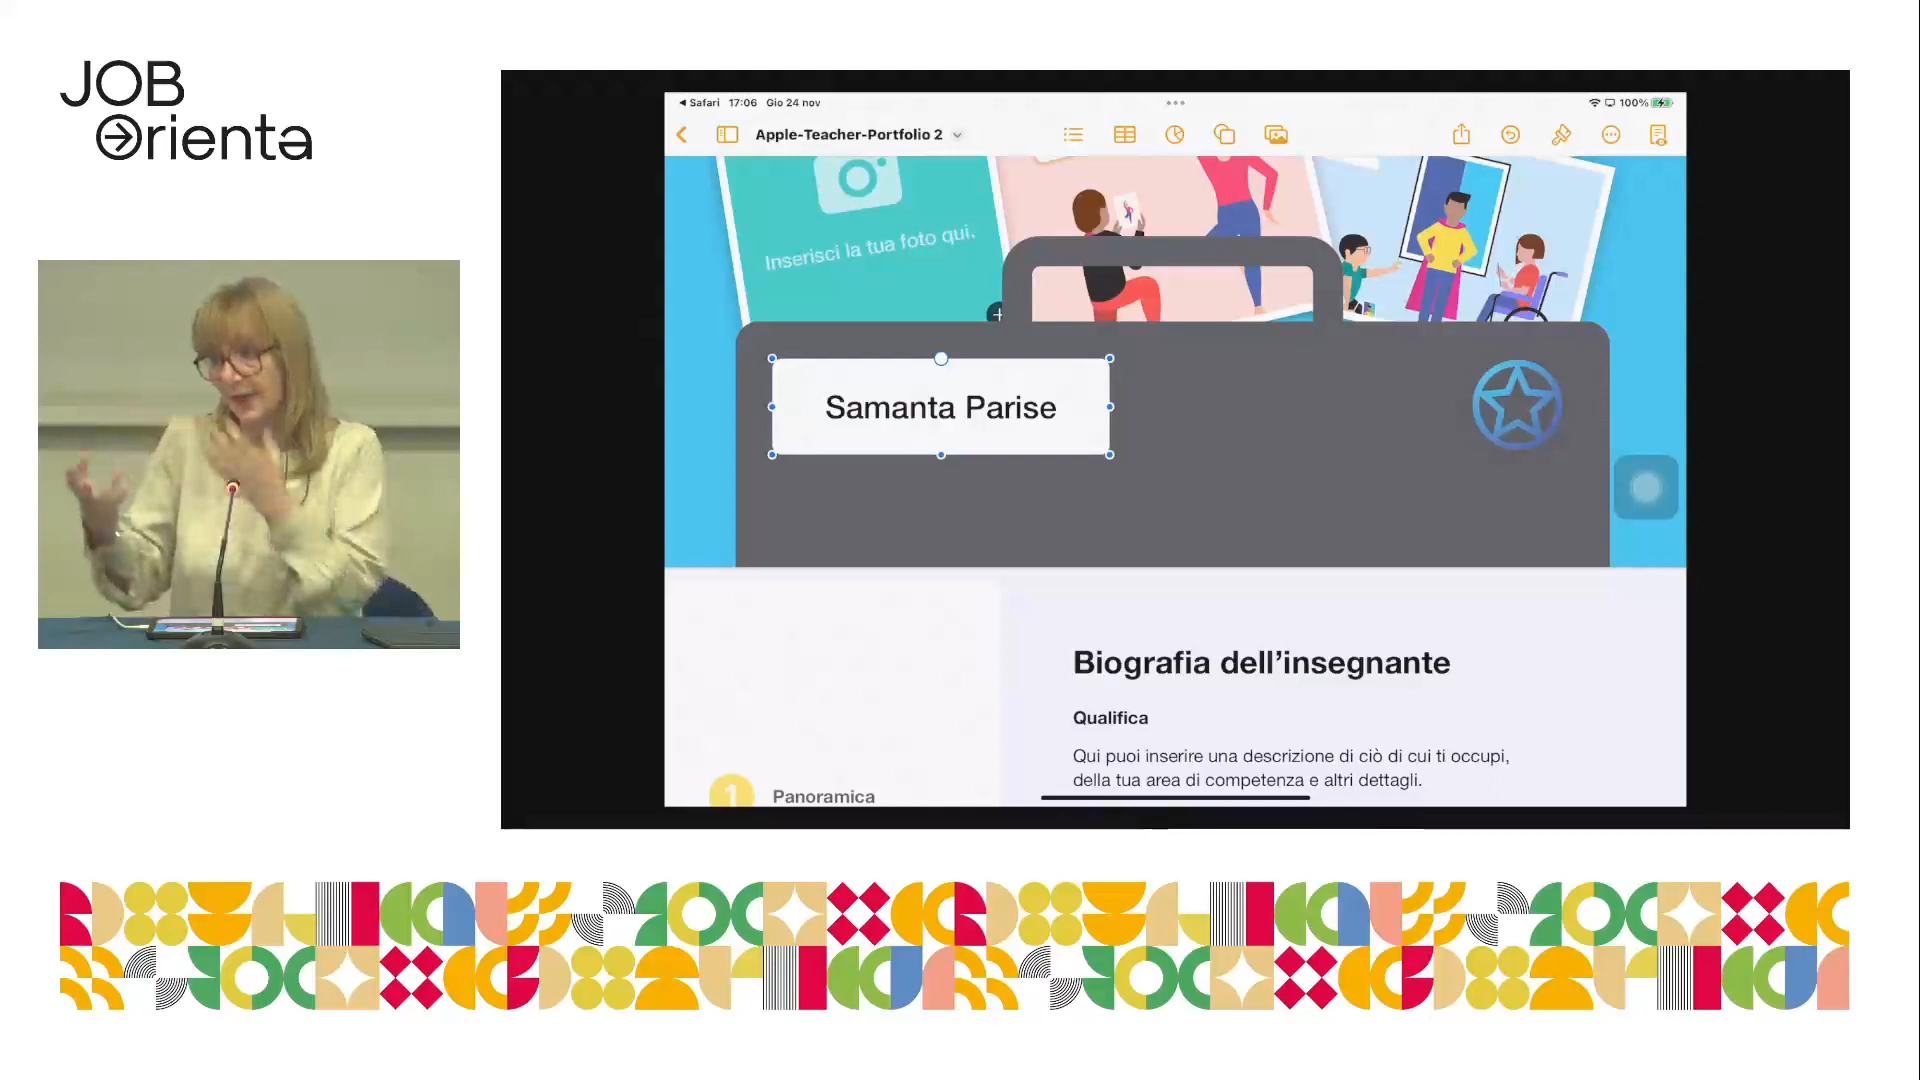 JOB
Orienta
Safari 17:06 Gio 24 nov
100%
Apple-Teacher-Portfolio 2
Inserisci la tua foto qui.
Samanta Parise
Biografia dell’insegnante
Qualifica
Qui puoi inserire una descrizione di ciò di cui ti occupi,
della tua area di competenza e altri dettagli.
1 Panoramica